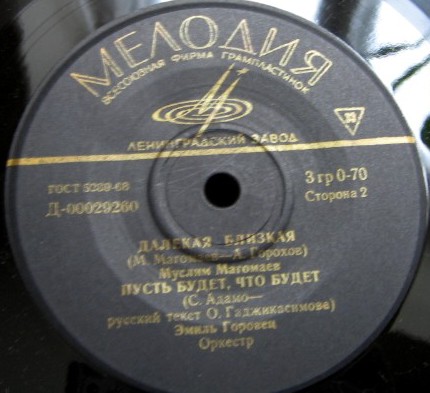 МЕЛОДИЯ
ВСЕСОЮЗНАЯ ФИРМА ГРАМПЛАСТИНОК
33
ЛЕНИНГРАДСКИЙ ЗАВОД
ГОСТ 5289-68
3 гр 0-70
Д-00029260
Сторона 2
ДАЛЕКАЯ БЛИЗКАЯ
(М. Магомаев—А. Горохов)
Муслим Магомаев
ПУСТЬ БУДЕТ, ЧТО БУДЕТ
(С. Адамо—
русский текст О. Гаджикасимова)
Эмиль Горовец
Оркестр